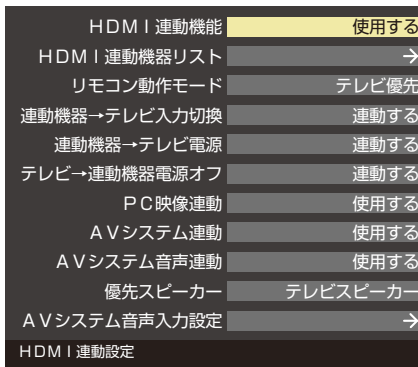 HDMI連動機能 使用する
HDMI連動機器リスト →
リモコン動作モード テレビ優先
連動機器→テレビ入力切換 連動する
連動機器→テレビ電源 連動する
テレビ→連動機器電源オフ 連動する
PC映像連動 使用する
AVシステム連動 使用する
AVシステム音声連動 使用する
優先スピーカー テレビスピーカー
AVシステム音声入力設定 →
HDMI連動設定